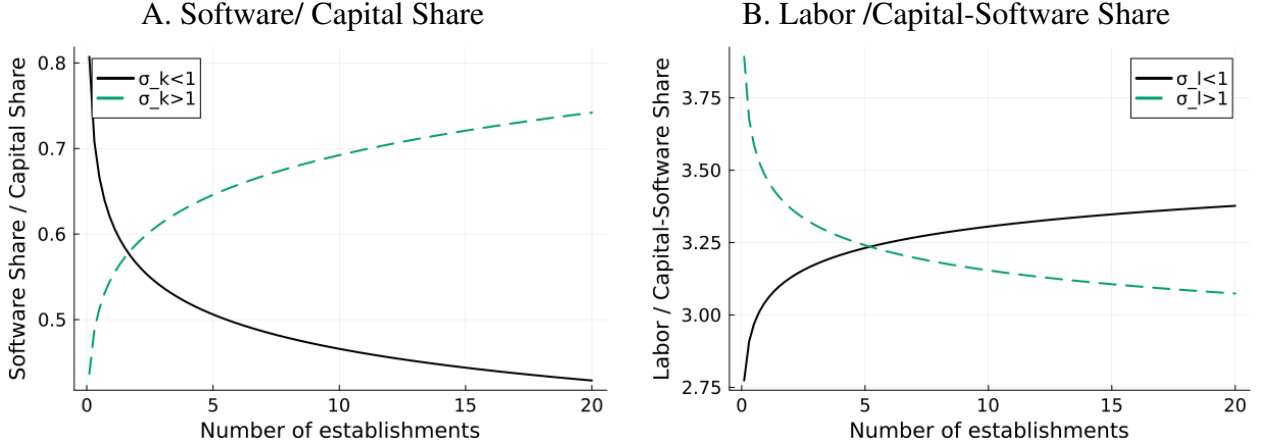 A. Software/ Capital Share
Software Share / Capital Share
0.8
0.7
0.6
0.5
σ_k<1
σ_k>1
0
5
10
15
20
Number of establishments
B. Labor /Capital-Software Share
Labor / Capital-Software Share
3.75
3.50
3.25
3.00
2.75
σ_l<1
σ_l>1
0
5
10
15
20
Number of establishments